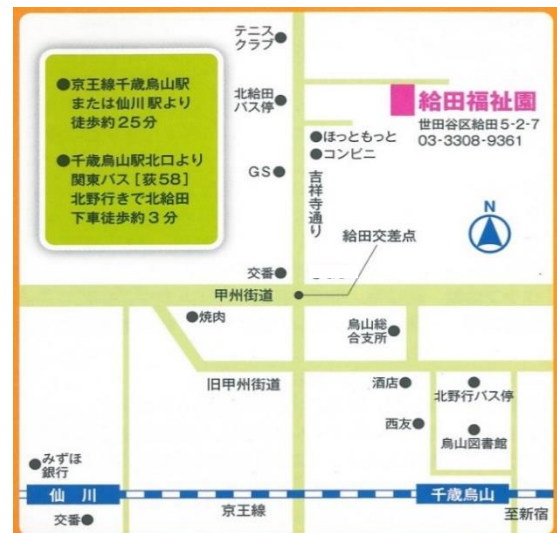 テニス
クラブ
●京王線千歳烏山駅
または仙川駅より
徒歩約25分
●千歳烏山駅北口より
関東バス[荻58]
北野行きで北給田
下車徒歩約3分
北給田
バス停
給田福祉園
世田谷区給田5-2-7
03-3308-9361
●ほっともっと
●コンビニ
GS●
吉祥寺通り
N
給田交差点
交番●
甲州街道
●焼肉
烏山総
合支所
旧甲州街道
酒店●
北野行バス停
西友●
烏山図書館
●みずほ
銀行
仙川
京王線
千歳烏山
交番●
至新宿